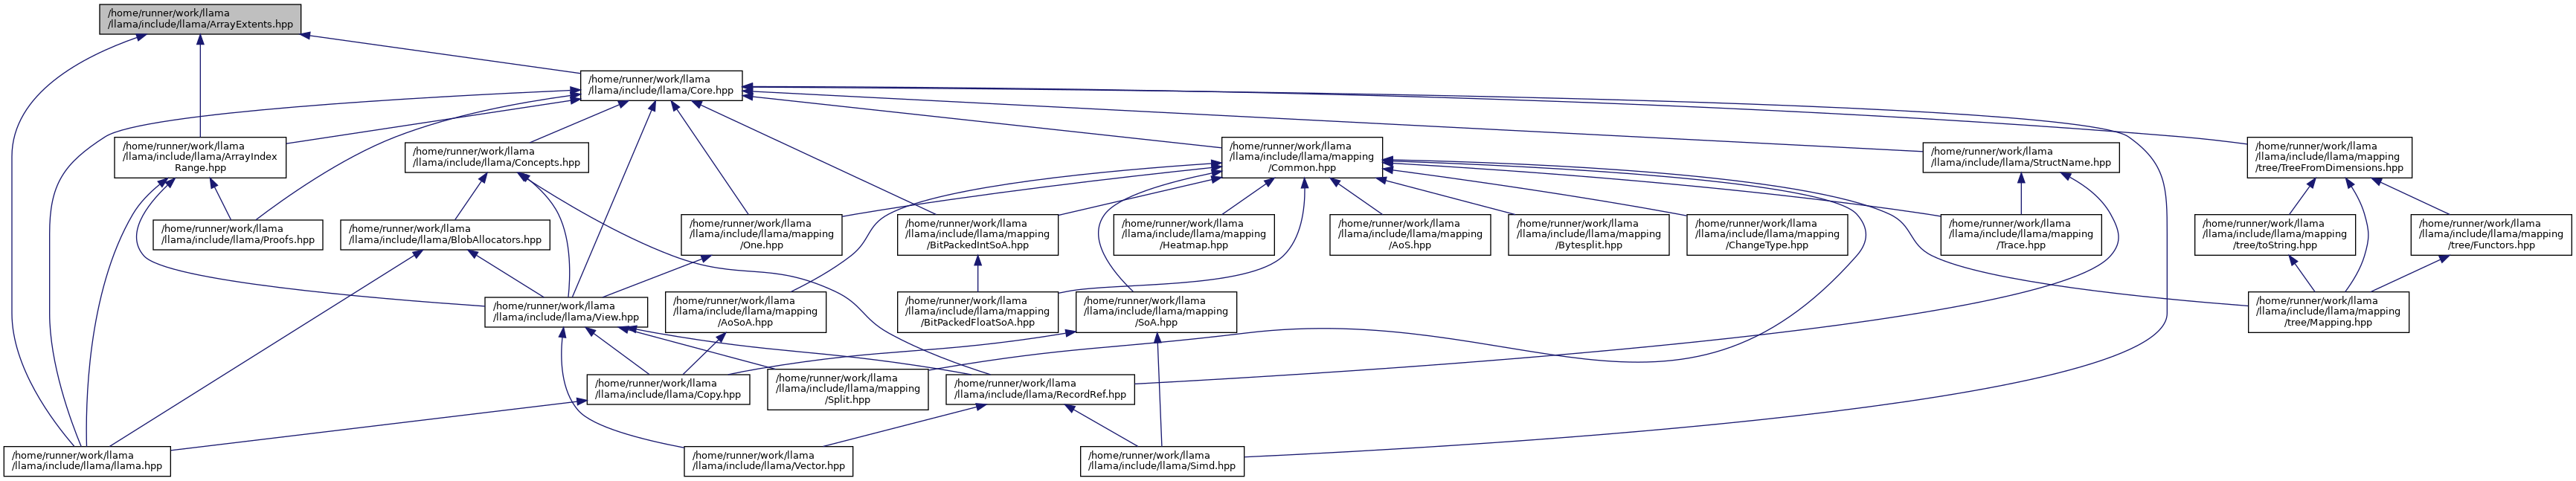 /home/runner/work/llama
/llama/include/llama/ArrayExtents.hpp
/home/runner/work/llama
/llama/include/llama/Core.hpp
/home/runner/work/llama
/llama/include/llama/ArrayIndex
Range.hpp
/home/runner/work/llama
/llama/include/llama/Concepts.hpp
/home/runner/work/llama
/llama/include/llama/mapping
/Common.hpp
/home/runner/work/llama
/llama/include/llama/StructName.hpp
/home/runner/work/llama
/llama/include/llama/mapping
/tree/TreeFromDimensions.hpp
/home/runner/work/llama
/llama/include/llama/Proofs.hpp
/home/runner/work/llama
/llama/include/llama/BlobAllocators.hpp
/home/runner/work/llama
/llama/include/llama/mapping
/One.hpp
/home/runner/work/llama
/llama/include/llama/mapping
/BitPackedIntSoA.hpp
/home/runner/work/llama
/llama/include/llama/mapping
/Heatmap.hpp
/home/runner/work/llama
/llama/include/llama/mapping
/AoS.hpp
/home/runner/work/llama
/llama/include/llama/mapping
/Bytesplit.hpp
/home/runner/work/llama
/llama/include/llama/mapping
/ChangeType.hpp
/home/runner/work/llama
/llama/include/llama/mapping
/Trace.hpp
/home/runner/work/llama
/llama/include/llama/mapping
/tree/toString.hpp
/home/runner/work/llama
/llama/include/llama/mapping
/tree/Functors.hpp
/home/runner/work/llama
/llama/include/llama/View.hpp
/home/runner/work/llama
/llama/include/llama/mapping
/AoSoA.hpp
/home/runner/work/llama
/llama/include/llama/mapping
/BitPackedFloatSoA.hpp
/home/runner/work/llama
/llama/include/llama/mapping
/SoA.hpp
/home/runner/work/llama
/llama/include/llama/mapping
/tree/Mapping.hpp
/home/runner/work/llama
/llama/include/llama/Copy.hpp
/home/runner/work/llama
/llama/include/llama/mapping
/Split.hpp
/home/runner/work/llama
/llama/include/llama/RecordRef.hpp
/home/runner/work/llama
/llama/include/llama/llama.hpp
/home/runner/work/llama
/llama/include/llama/Vector.hpp
/home/runner/work/llama
/llama/include/llama/Simd.hpp